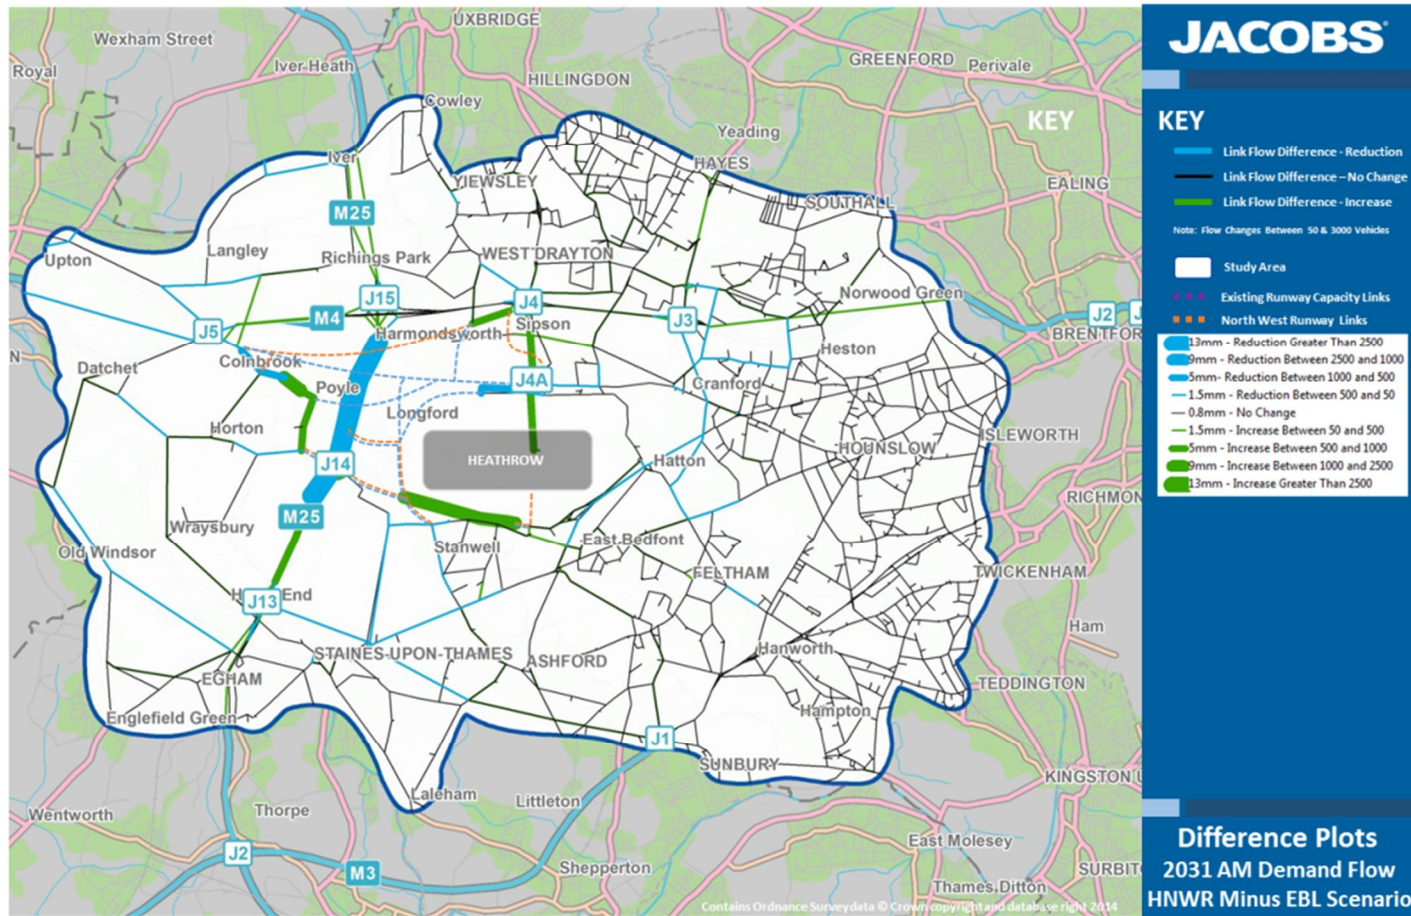 UXBRIDGE
Wexham Street
Iver Heath
GREENFORD
Perivale
Royal
HILLINGDON
Cowley
KEY
Yeading
Iver
HAYES
YIEWSLEY
EALING
SOUTHALL
M25
Langley
Richings Park
WEST DRAYTON
Upton
J15
J4
Norwood Green
M4
Sipson
J3
J2
J
J5
Harmondsworth
BRENTFOR
N
Datchet
Colnbrook
Heston
Poyle
J4A
Cranford
Longford
Horton
HOUNSLOW
ISLEWORTH
HEATHROW
Hatton
J14
RICHMON
M25
Wraysbury
Old Windsor
Stanwell
East Bedfont
FELTHAM
TWICKENHAM
H End
J13
Ham
STAINES-UPON-THAMES
ASHFORD
Hanworth
EGHAM
TEDDINGTON
Englefield Green
Hampton
J1
SUNBURY
KINGSTON U
Laleham
Littleton
Wentworth
Thorpe
East Molesey
J2
M3
Shepperton
SURBIT
Thames Ditton
Contains Ordnance Survey data © Crown copyright and database right 2014
JACOBS®
KEY
Link Flow Difference - Reduction
Link Flow Difference – No Change
Link Flow Difference - Increase
Note: Flow Changes Between 50 & 3000 Vehicles
Study Area
Existing Runway Capacity Links
North West Runway Links
13mm - Reduction Greater Than 2500
9mm - Reduction Between 2500 and 1000
5mm- Reduction Between 1000 and 500
1.5mm - Reduction Between 500 and 50
0.8mm - No Change
1.5mm - Increase Between 50 and 500
5mm - Increase Between 500 and 1000
9mm - Increase Between 1000 and 2500
13mm - Increase Greater Than 2500
Difference Plots
2031 AM Demand Flow
HNWR Minus EBL Scenario